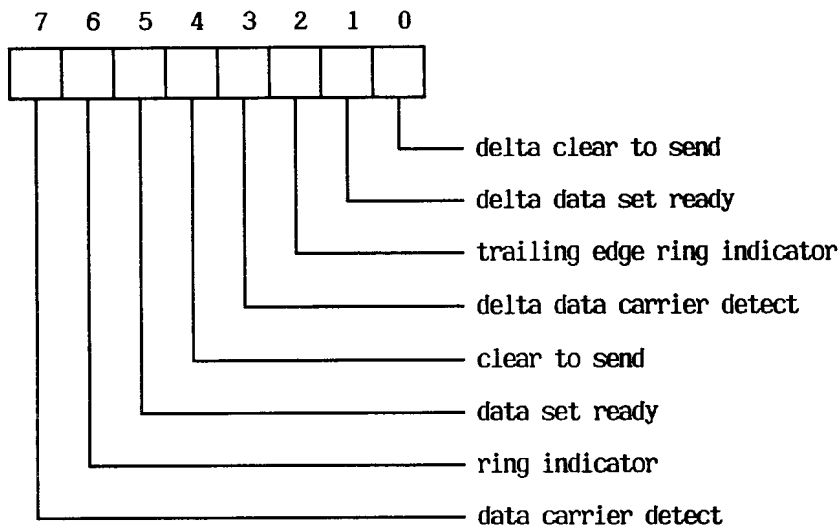 7 6 5 4 3 2 1 0
delta clear to send
delta data set ready
trailing edge ring indicator
delta data carrier detect
clear to send
data set ready
ring indicator
data carrier detect